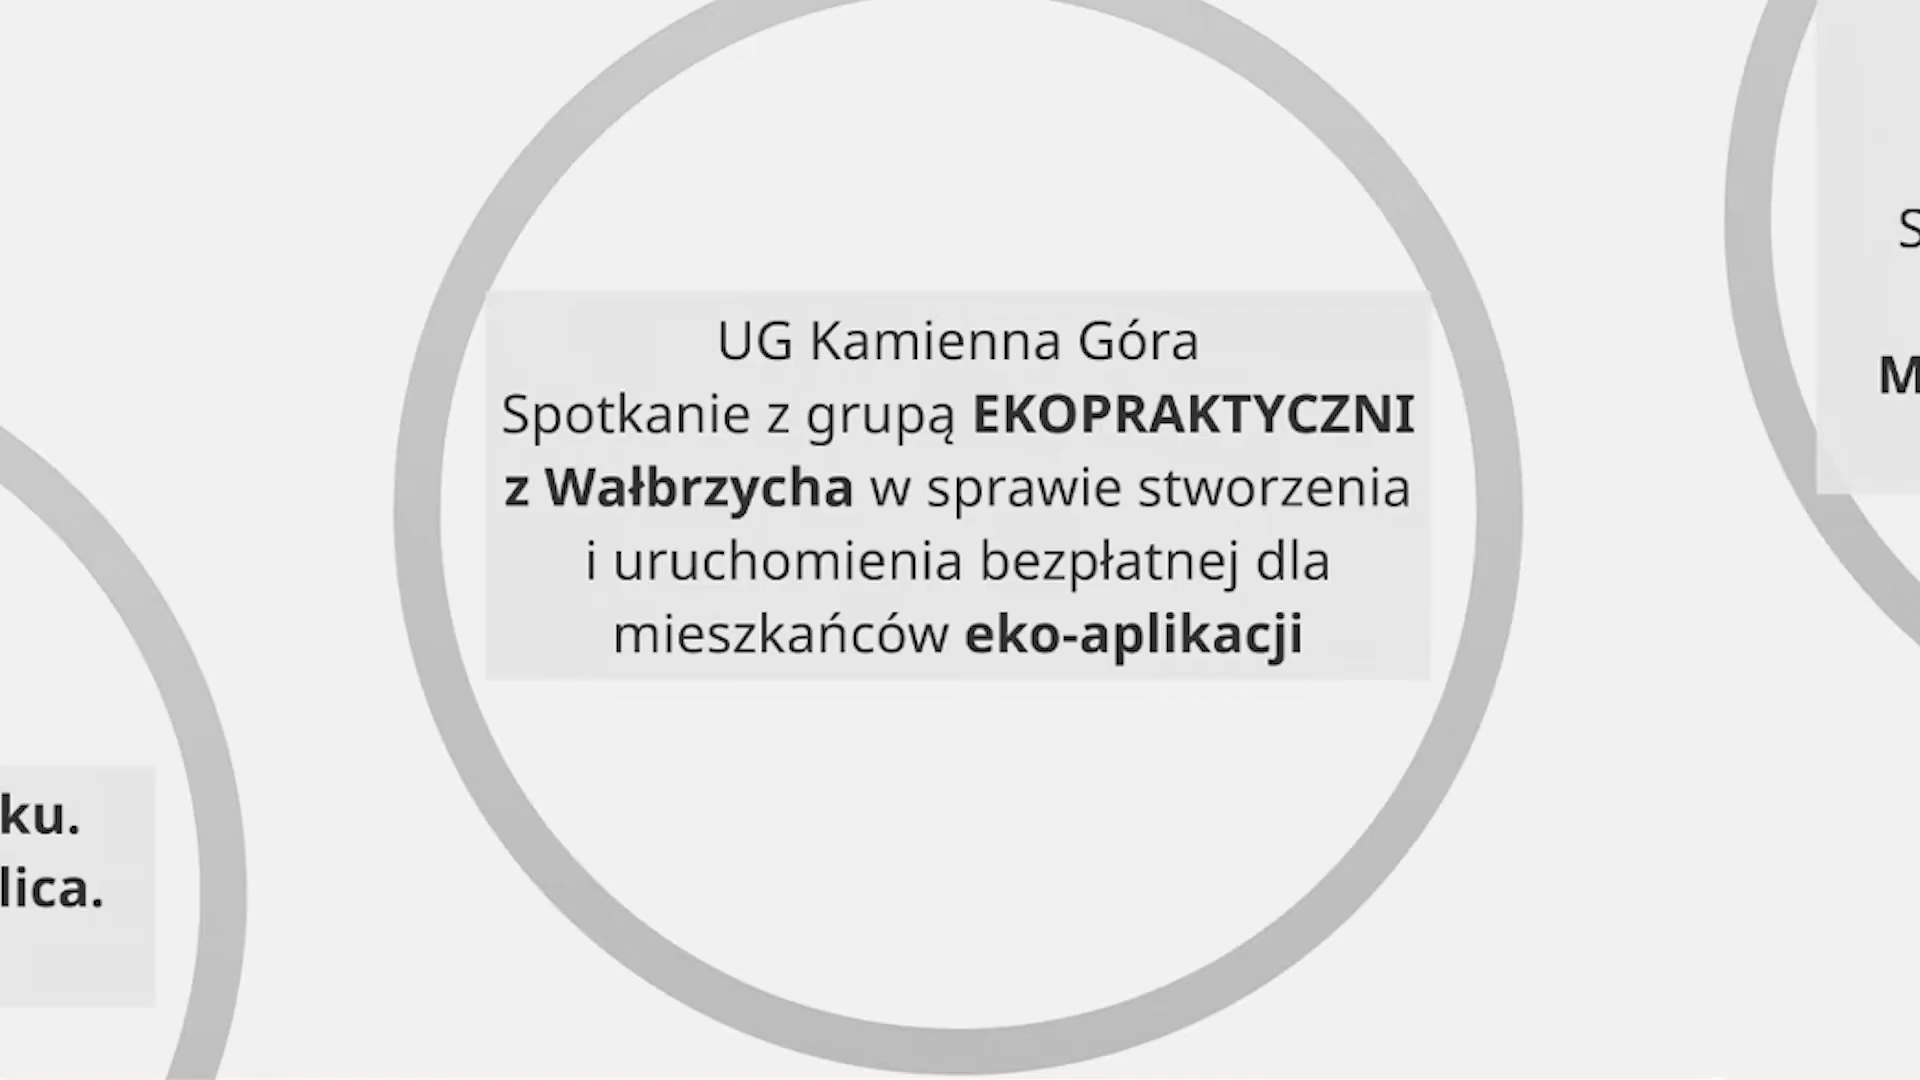 UG Kamienna Góra
Spotkanie z grupą EKOPRAKTYCZNI
z Wałbrzycha w sprawie stworzenia
i uruchomienia bezpłatnej dla
mieszkańców eko-aplikacji
ku.
lica.
S
M